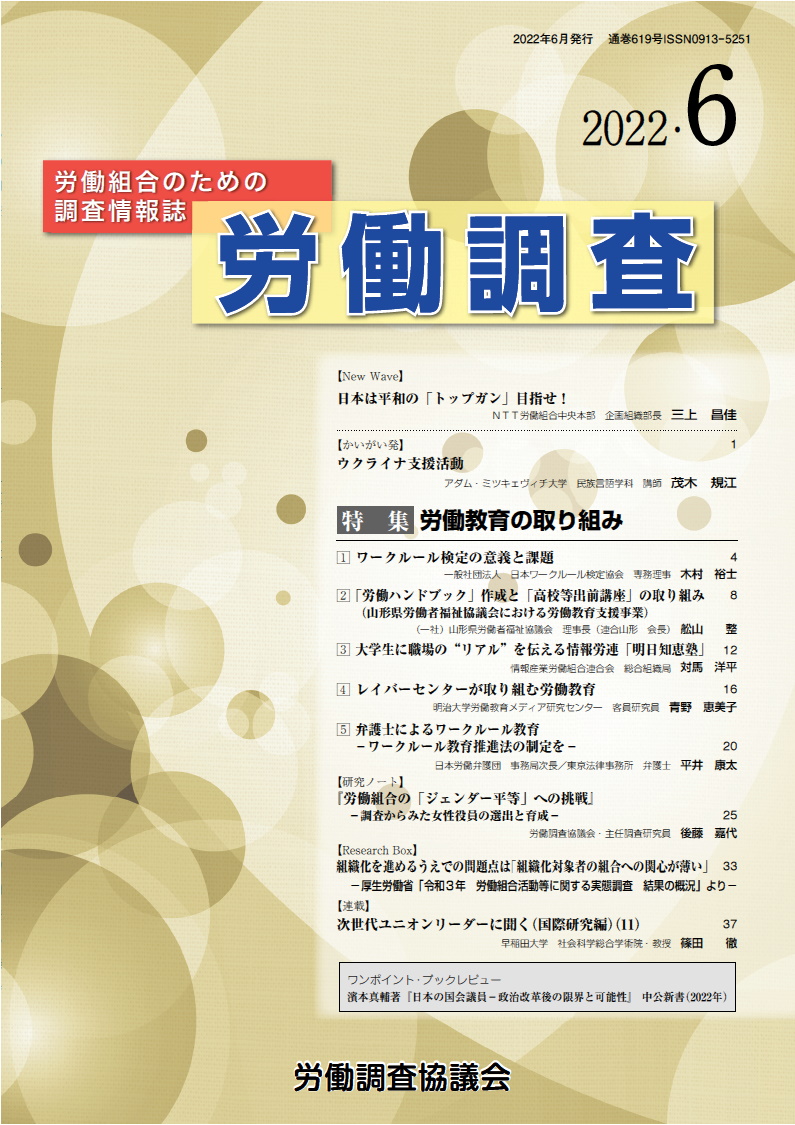 2022年6月発行　通巻619号ISSN0913-5251
2022・6
労働組合のための
調査情報誌
労働調査
【New Wave】
日本は平和の「トップガン」目指せ！
ＮＴＴ労働組合中央本部　企画組織部長　三上　昌佳
【かいがい発】 1
ウクライナ支援活動
アダム・ミツキェヴィチ大学　民族言語学科　講師　茂木　規江
特　集 労働教育の取り組み
1 ワークルール検定の意義と課題 4
一般社団法人　日本ワークルール検定協会　専務理事　木村　裕士
2 「労働ハンドブック」作成と「高校等出前講座」の取り組み 8
（山形県労働者福祉協議会における労働教育支援事業）
（一社）山形県労働者福祉協議会　理事長（連合山形　会長）　舩山　整
3 大学生に職場の“リアル”を伝える情報労連「明日知恵塾」 12
情報産業労働組合連合会　総合組織局　対馬　洋平
4 レイバーセンターが取り組む労働教育 16
明治大学労働教育メディア研究センター　客員研究員　青野　恵美子
5 弁護士によるワークルール教育
－ワークルール教育推進法の制定を－ 20
日本労働弁護団　事務局次長／東京法律事務所　弁護士　平井　康太
【研究ノート】
『労働組合の「ジェンダー平等」への挑戦』
－調査からみた女性役員の選出と育成－ 25
労働調査協議会・主任調査研究員　後藤　嘉代
【Research Box】
組織化を進めるうえでの問題点は「組織化対象者の組合への関心が薄い」 33
－厚生労働省「令和３年　労働組合活動等に関する実態調査　結果の概況」より－
【連載】
次世代ユニオンリーダーに聞く（国際研究編）（11） 37
早稲田大学　社会科学総合学術院・教授　篠田　徹
ワンポイント・ブックレビュー
濱本真輔著『日本の国会議員－政治改革後の限界と可能性』　中公新書（2022年）
労働調査協議会